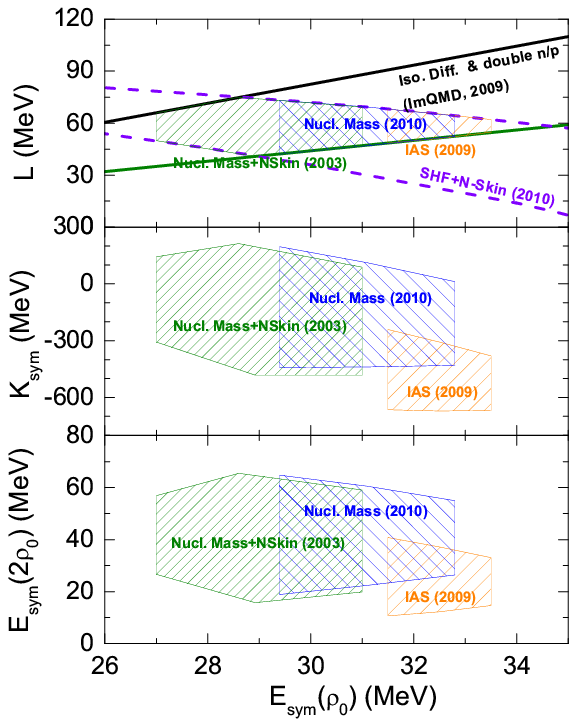 120
90
60
30
300
L (MeV)
Iso. Diff. & double n/p
(ImQMD, 2009)
Nucl. Mass (2010)
IAS (2009)
Nucl. Mass+NSkin (2003)
SHF+N-Skin (2010)
0
-300
-600
80
K_sym (MeV)
Nucl. Mass (2010)
Nucl. Mass+NSkin (2003)
IAS (2009)
60
40
20
0
E_sym(2ρ_0) (MeV)
Nucl. Mass (2010)
Nucl. Mass+NSkin (2003)
IAS (2009)
26 28 30 32 34
E_sym(ρ_0) (MeV)